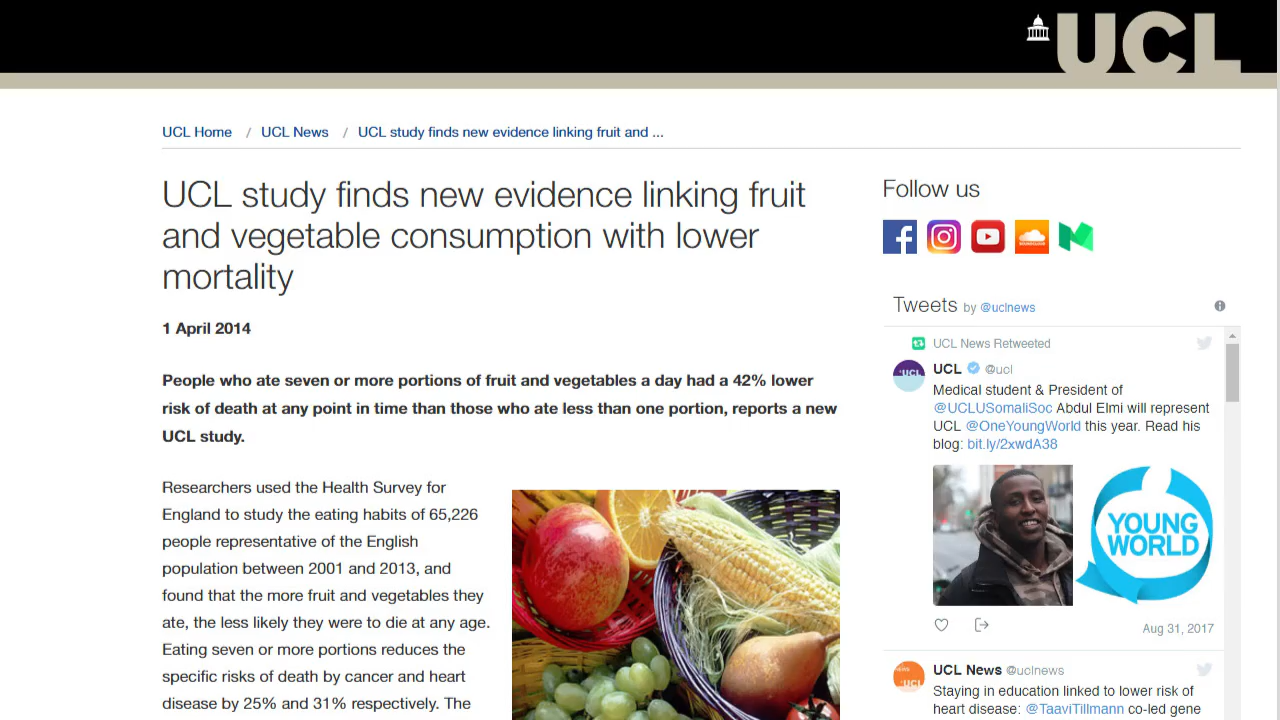 UCL
UCL Home / UCL News / UCL study finds new evidence linking fruit and ...
UCL study finds new evidence linking fruit
and vegetable consumption with lower
mortality
1 April 2014
People who ate seven or more portions of fruit and vegetables a day had a 42% lower
risk of death at any point in time than those who ate less than one portion, reports a new
UCL study.
Researchers used the Health Survey for
England to study the eating habits of 65,226
people representative of the English
population between 2001 and 2013, and
found that the more fruit and vegetables they
ate, the less likely they were to die at any age.
Eating seven or more portions reduces the
specific risks of death by cancer and heart
disease by 25% and 31% respectively. The
Follow us
SOUNDCLOUD
Tweets by @uclnews
UCL News Retweeted
UCL
UCL @ucl
Medical student & President of
@UCLUSomaliSoc Abdul Elmi will represent
UCL @OneYoungWorld this year. Read his
blog: bit.ly/2xwdA38
YOUNG
WORLD
Aug 31, 2017
NEWS
UCL
UCL News @uclnews
Staying in education linked to lower risk of
heart disease: @TaaviTillmann co-led gene